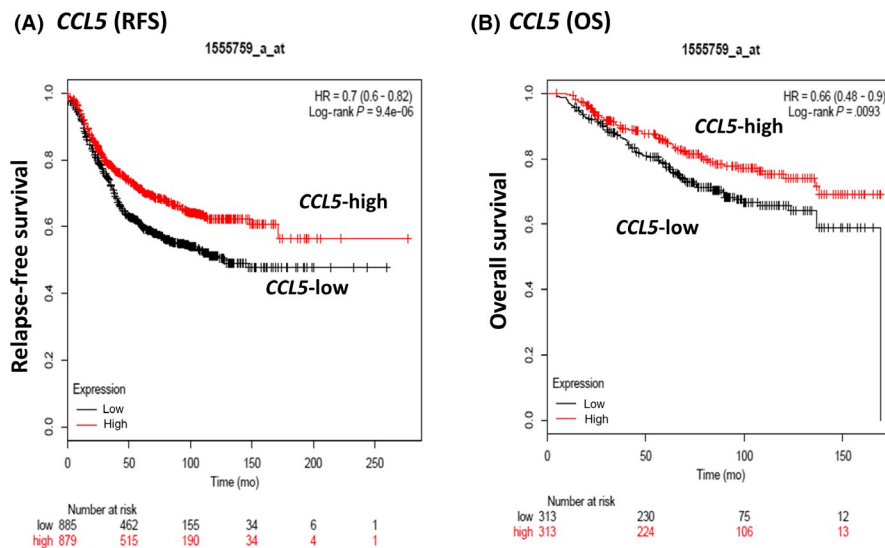 (A) CCL5 (RFS)
1555759_a_at
HR = 0.7 (0.6 - 0.82)
Log-rank P = 9.4e-06
CCL5-high
CCL5-low
Relapse-free survival
1.0
0.8
0.6
0.4
0.2
0.0
Expression
Low
High
0 50 100 150 200 250
Time (mo)
Number at risk
low 885 462 155 34 6 1
high 879 515 190 34 4 1
(B) CCL5 (OS)
1555759_a_at
HR = 0.66 (0.48 - 0.9)
Log-rank P = .0093
CCL5-high
CCL5-low
Overall survival
1.0
0.8
0.6
0.4
0.2
0.0
Expression
Low
High
0 50 100 150
Time (mo)
Number at risk
low 313 230 75 12
high 313 224 106 13